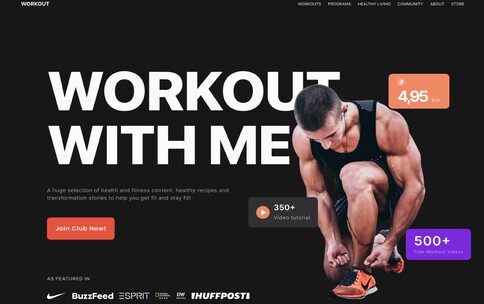 WORKOUT
WORKOUTS PROGRAMS HEALTHY LIVING COMMUNITY ABOUT STORE
WORKOUT
WITH ME
4,95
A huge selection of health and fitness content, healthy recipes and
transformation stories to help you get fit and stay fit!
350+
Video tutorial
Join Club Now!
500+
Free Workout Videos
AS FEATURED IN
BuzzFeed ESPRIT DW HUFFPOST